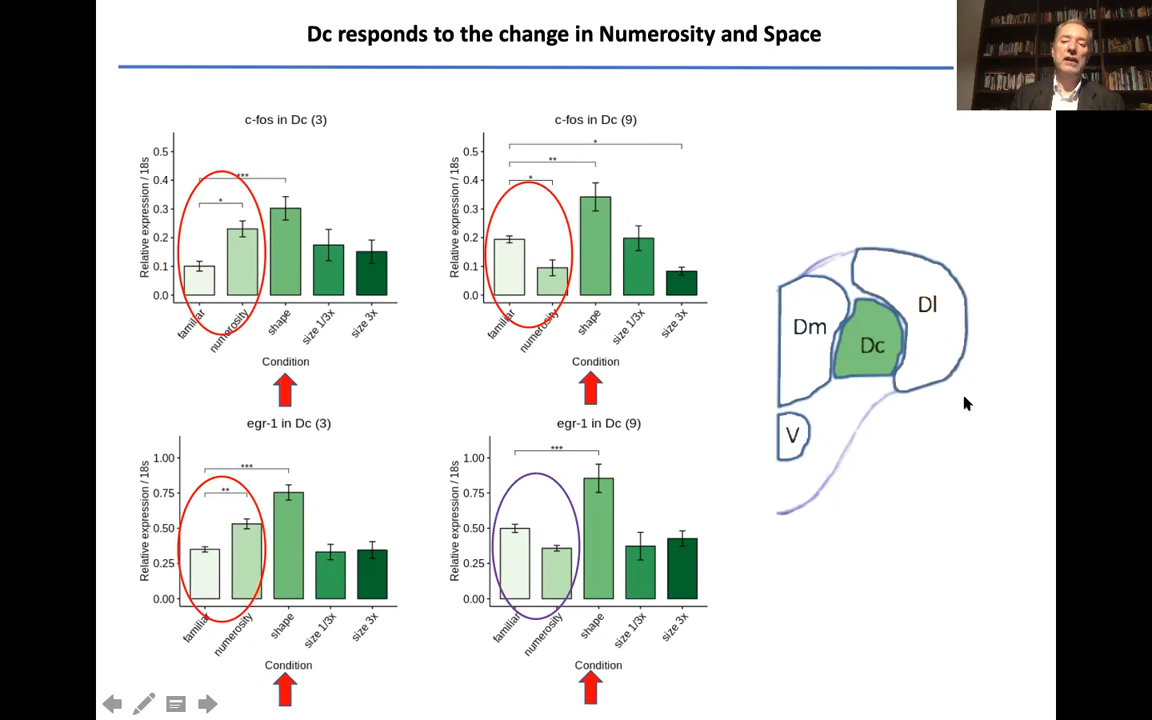 Dc responds to the change in Numerosity and Space
c-fos in Dc (3)
Relative expression / 18s
0.5
0.4
0.3
0.2
0.1
0.0
***
*
familiar
numerosity
shape
size 1/3x
size 3x
Condition
c-fos in Dc (9)
Relative expression / 18s
0.5
0.4
0.3
0.2
0.1
0.0
*
**
*
familiar
numerosity
shape
size 1/3x
size 3x
Condition
egr-1 in Dc (3)
Relative expression / 18s
1.00
0.75
0.50
0.25
0.00
***
**
familiar
numerosity
shape
size 1/3x
size 3x
Condition
egr-1 in Dc (9)
Relative expression / 18s
1.00
0.75
0.50
0.25
0.00
***
familiar
numerosity
shape
size 1/3x
size 3x
Condition
Dl
Dm
Dc
V